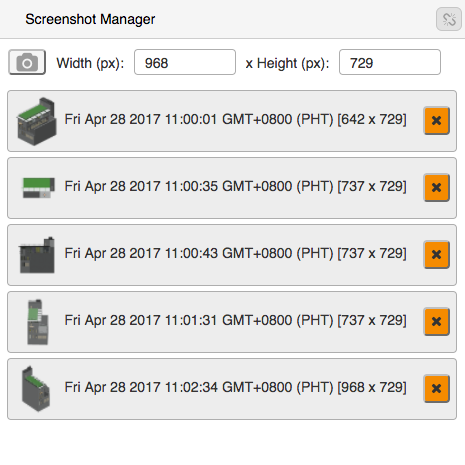 Screenshot Manager
Width (px): 968 x Height (px): 729
Fri Apr 28 2017 11:00:01 GMT+0800 (PHT) [642 x 729]
Fri Apr 28 2017 11:00:35 GMT+0800 (PHT) [737 x 729]
Fri Apr 28 2017 11:00:43 GMT+0800 (PHT) [737 x 729]
Fri Apr 28 2017 11:01:31 GMT+0800 (PHT) [737 x 729]
Fri Apr 28 2017 11:02:34 GMT+0800 (PHT) [968 x 729]